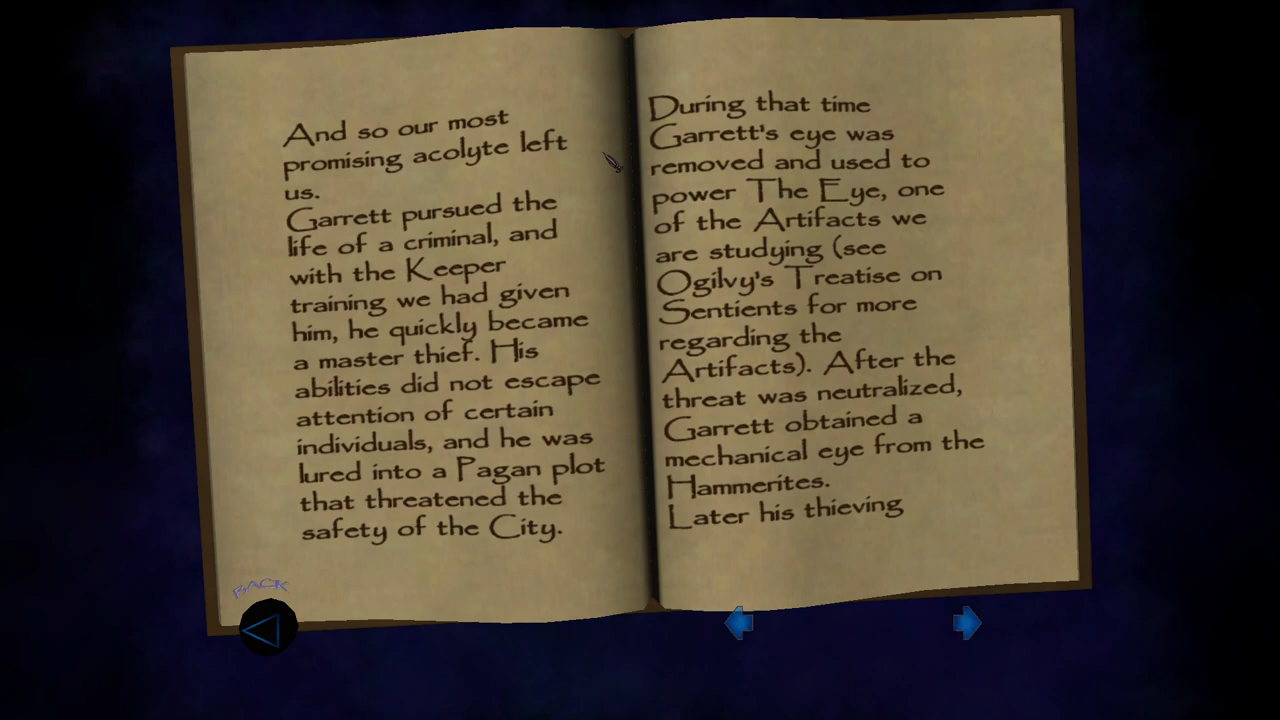 And so our most
promising acolyte left
us.
Garrett pursued the
life of a criminal, and
with the Keeper
training we had given
him, he quickly became
a master thief. His
abilities did not escape
attention of certain
individuals, and he was
lured into a Pagan plot
that threatened the
safety of the City.
During that time
Garrett's eye was
removed and used to
power The Eye, one
of the Artifacts we
are studying (see
Ogilvy's Treatise on
Sentients for more
regarding the
Artifacts). After the
threat was neutralized,
Garrett obtained a
mechanical eye from the
Hammerites.
Later his thieving
BACK